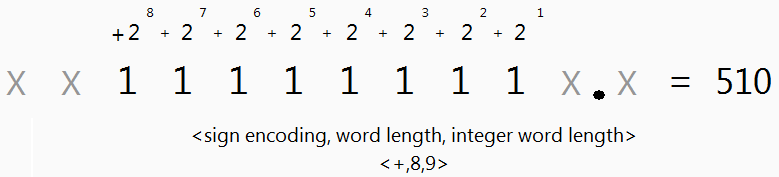 +2⁸ + 2⁷ + 2⁶ + 2⁵ + 2⁴ + 2³ + 2² + 2¹
X X 1 1 1 1 1 1 1 1 X . X = 510
<sign encoding, word length, integer word length>
<+,8,9>